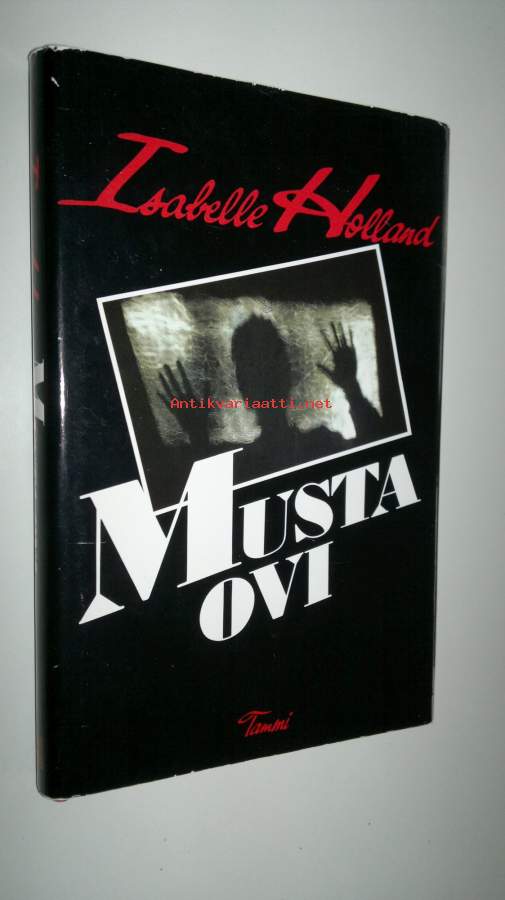 Isabelle Holland
Antikvariaatti.net
MUSTA
OVI
Tammi